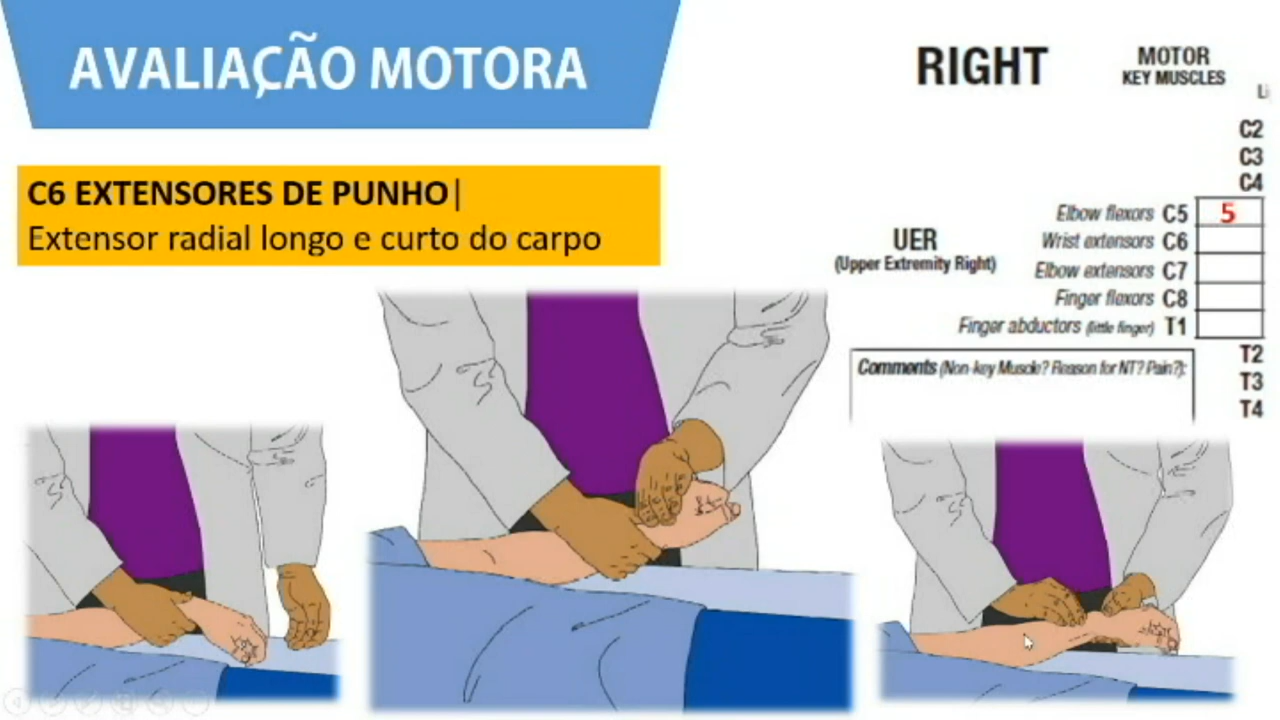 AVALIAÇÃO MOTORA
C6 EXTENSORES DE PUNHO
Extensor radial longo e curto do carpo
RIGHT
MOTOR
KEY MUSCLES
C2
C3
C4
Elbow flexors C5 5
UER
(Upper Extremity Right)
Wrist extensors C6
Elbow extensors C7
Finger flexors C8
Finger abductors (little finger) T1
Comments (Non-key Muscle? Reason for NT? Pain?):
T2
T3
T4